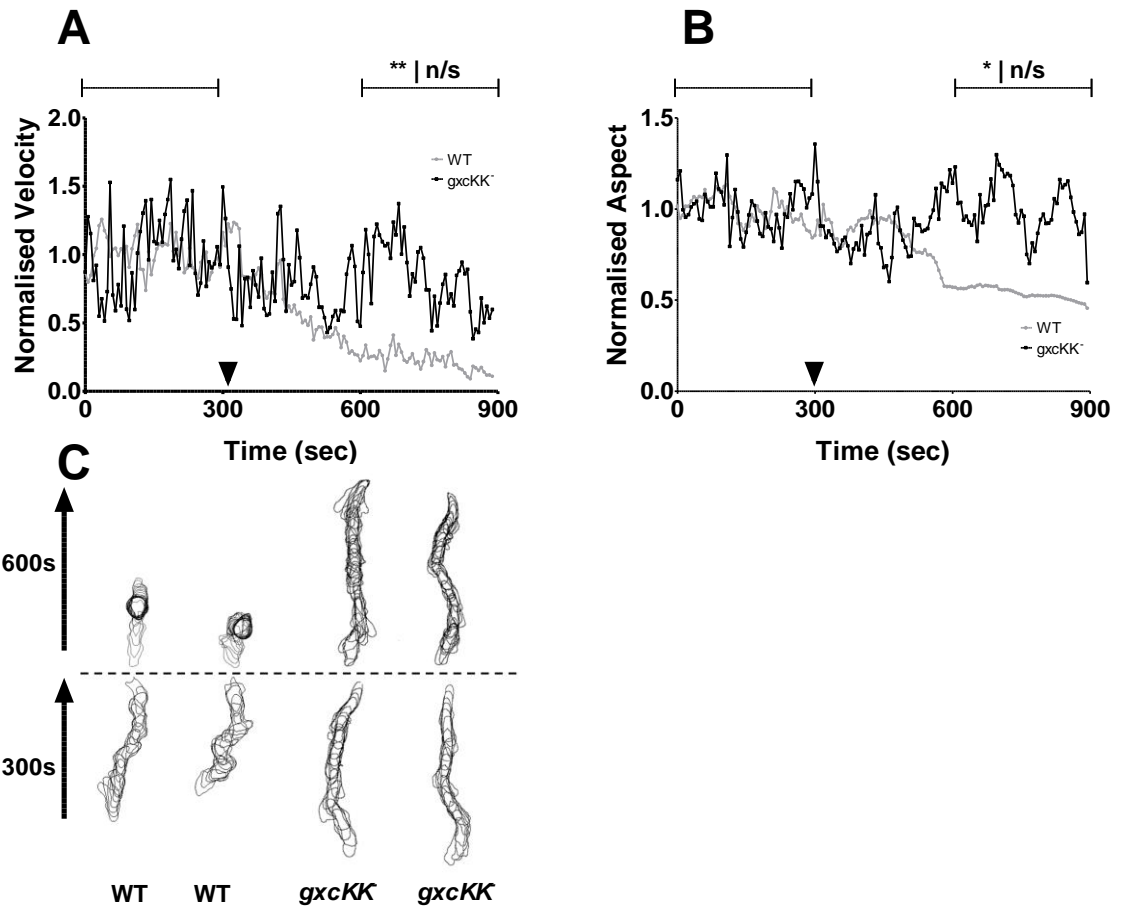 A
** | n/s
Normalised Velocity
2.0
1.5
1.0
0.5
0.0
WT
gxcKK-
0
300
600
900
Time (sec)
B
* | n/s
Normalised Aspect
1.5
1.0
0.5
0.0
WT
gxcKK-
0
300
600
900
Time (sec)
C
600s
300s
WT
WT
gxcKK-
gxcKK-